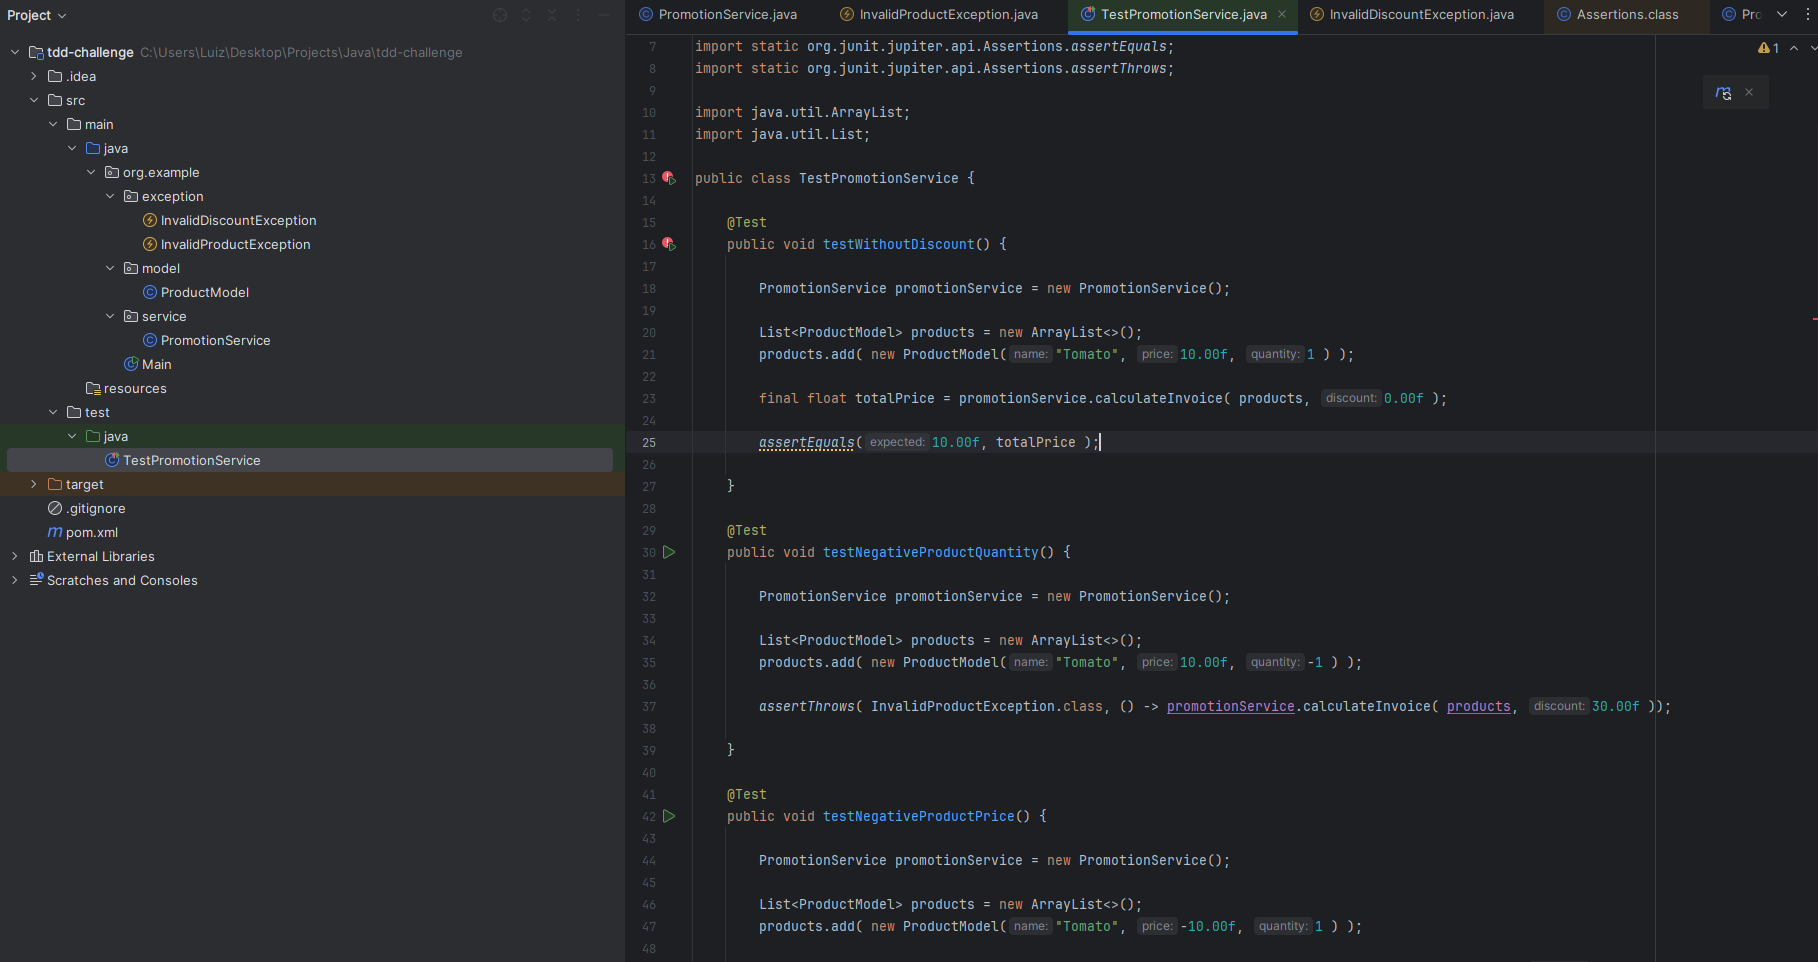 Project
tdd-challenge C:\Users\Luiz\Desktop\Projects\Java\tdd-challenge
.idea
src
main
java
org.example
exception
InvalidDiscountException
InvalidProductException
model
ProductModel
service
PromotionService
Main
resources
test
java
TestPromotionService
target
.gitignore
pom.xml
External Libraries
Scratches and Consoles
PromotionService.java InvalidProductException.java TestPromotionService.java InvalidDiscountException.java Assertions.class Pro
1
7 import static org.junit.jupiter.api.Assertions.assertEquals;
8 import static org.junit.jupiter.api.Assertions.assertThrows;
9
10 import java.util.ArrayList;
11 import java.util.List;
12
13 public class TestPromotionService {
14
15 @Test
16 public void testWithoutDiscount() {
17
18 PromotionService promotionService = new PromotionService();
19
20 List<ProductModel> products = new ArrayList<>();
21 products.add( new ProductModel( name: "Tomato", price: 10.00f, quantity: 1 ) );
22
23 final float totalPrice = promotionService.calculateInvoice( products, discount: 0.00f );
24
25 assertEquals( expected: 10.00f, totalPrice );
26
27 }
28
29 @Test
30 public void testNegativeProductQuantity() {
31
32 PromotionService promotionService = new PromotionService();
33
34 List<ProductModel> products = new ArrayList<>();
35 products.add( new ProductModel( name: "Tomato", price: 10.00f, quantity: -1 ) );
36
37 assertThrows( InvalidProductException.class, () -> promotionService.calculateInvoice( products, discount: 30.00f ));
38
39 }
40
41 @Test
42 public void testNegativeProductPrice() {
43
44 PromotionService promotionService = new PromotionService();
45
46 List<ProductModel> products = new ArrayList<>();
47 products.add( new ProductModel( name: "Tomato", price: -10.00f, quantity: 1 ) );
48